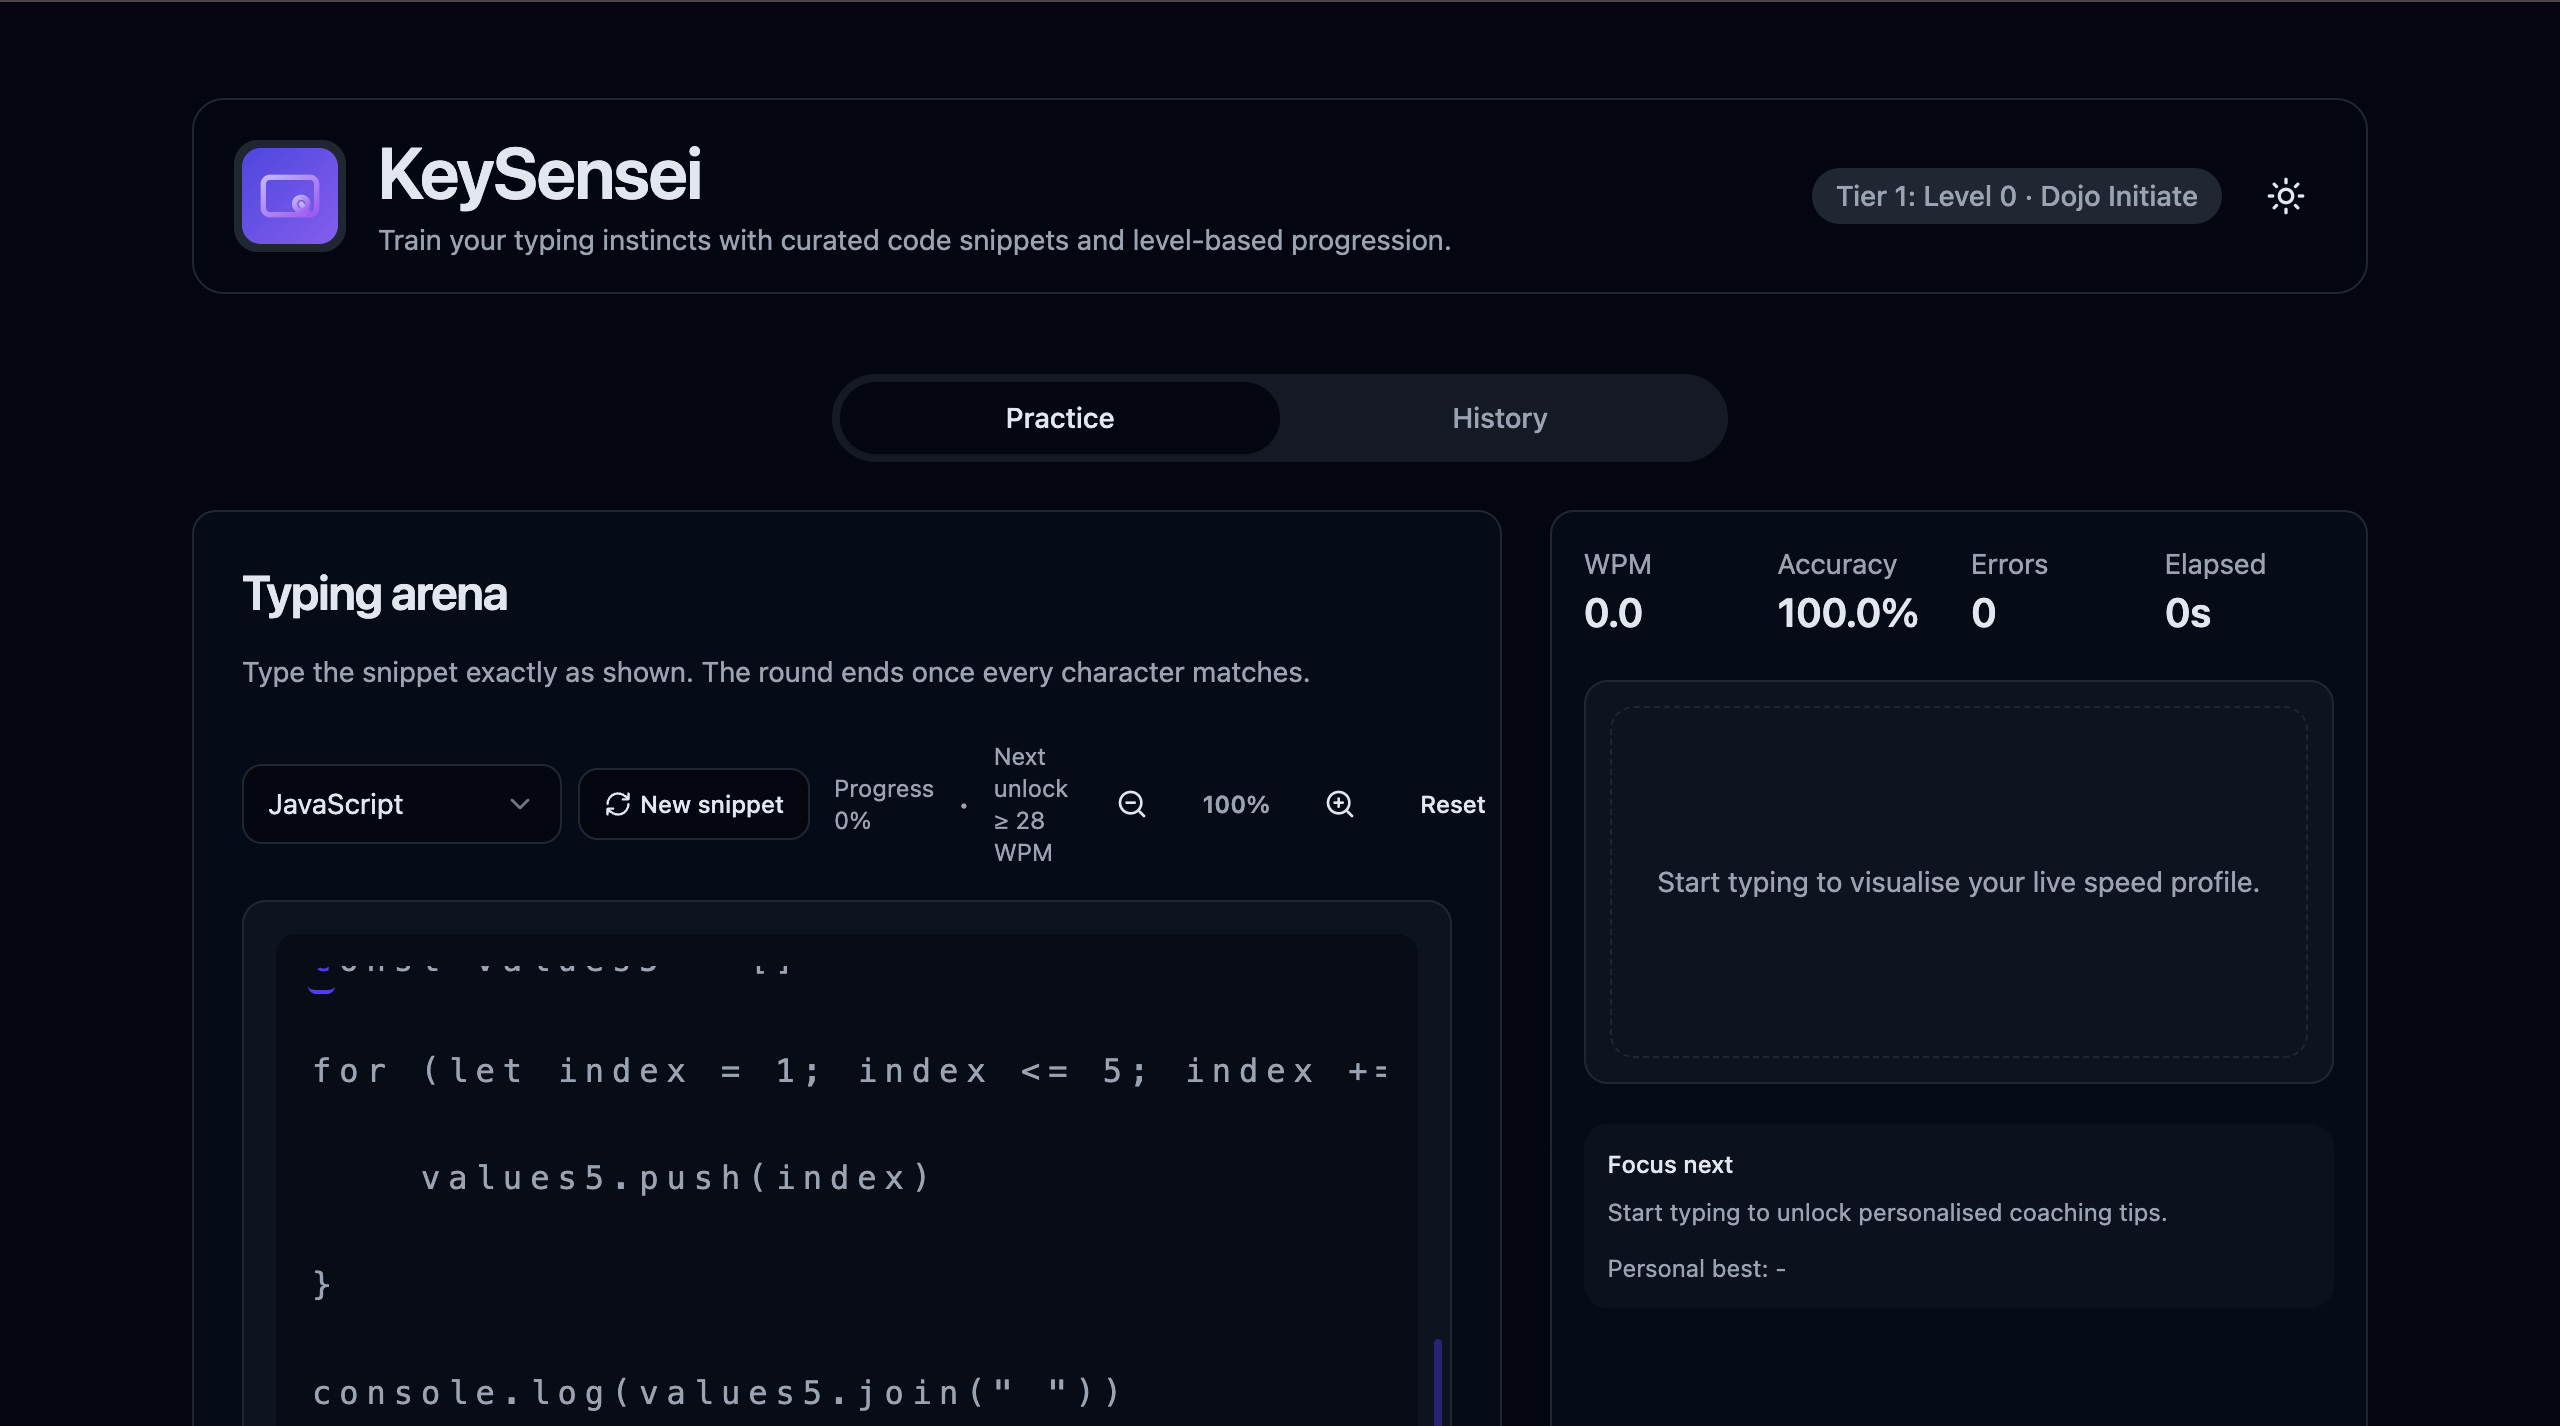 KeySensei
Train your typing instincts with curated code snippets and level-based progression.
Tier 1: Level 0 · Dojo Initiate
Practice
History
Typing arena
Type the snippet exactly as shown. The round ends once every character matches.
JavaScript
New snippet
Progress
0%
·
Next
unlock
≥ 28
WPM
100%
Reset
for (let index = 1; index <= 5; index +=
    values5.push(index)
}
console.log(values5.join(" "))
WPM
0.0
Accuracy
100.0%
Errors
0
Elapsed
0s
Start typing to visualise your live speed profile.
Focus next
Start typing to unlock personalised coaching tips.
Personal best: -